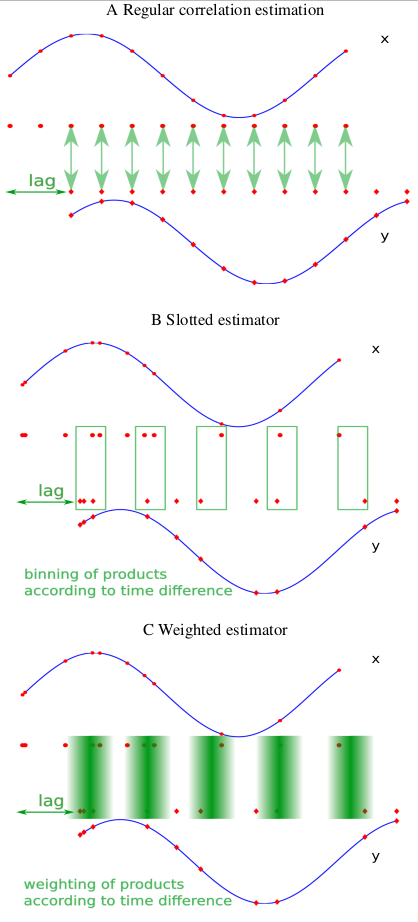 A Regular correlation estimation
x
lag
y
B Slotted estimator
x
lag
y
binning of products
according to time difference
C Weighted estimator
x
lag
y
weighting of products
according to time difference